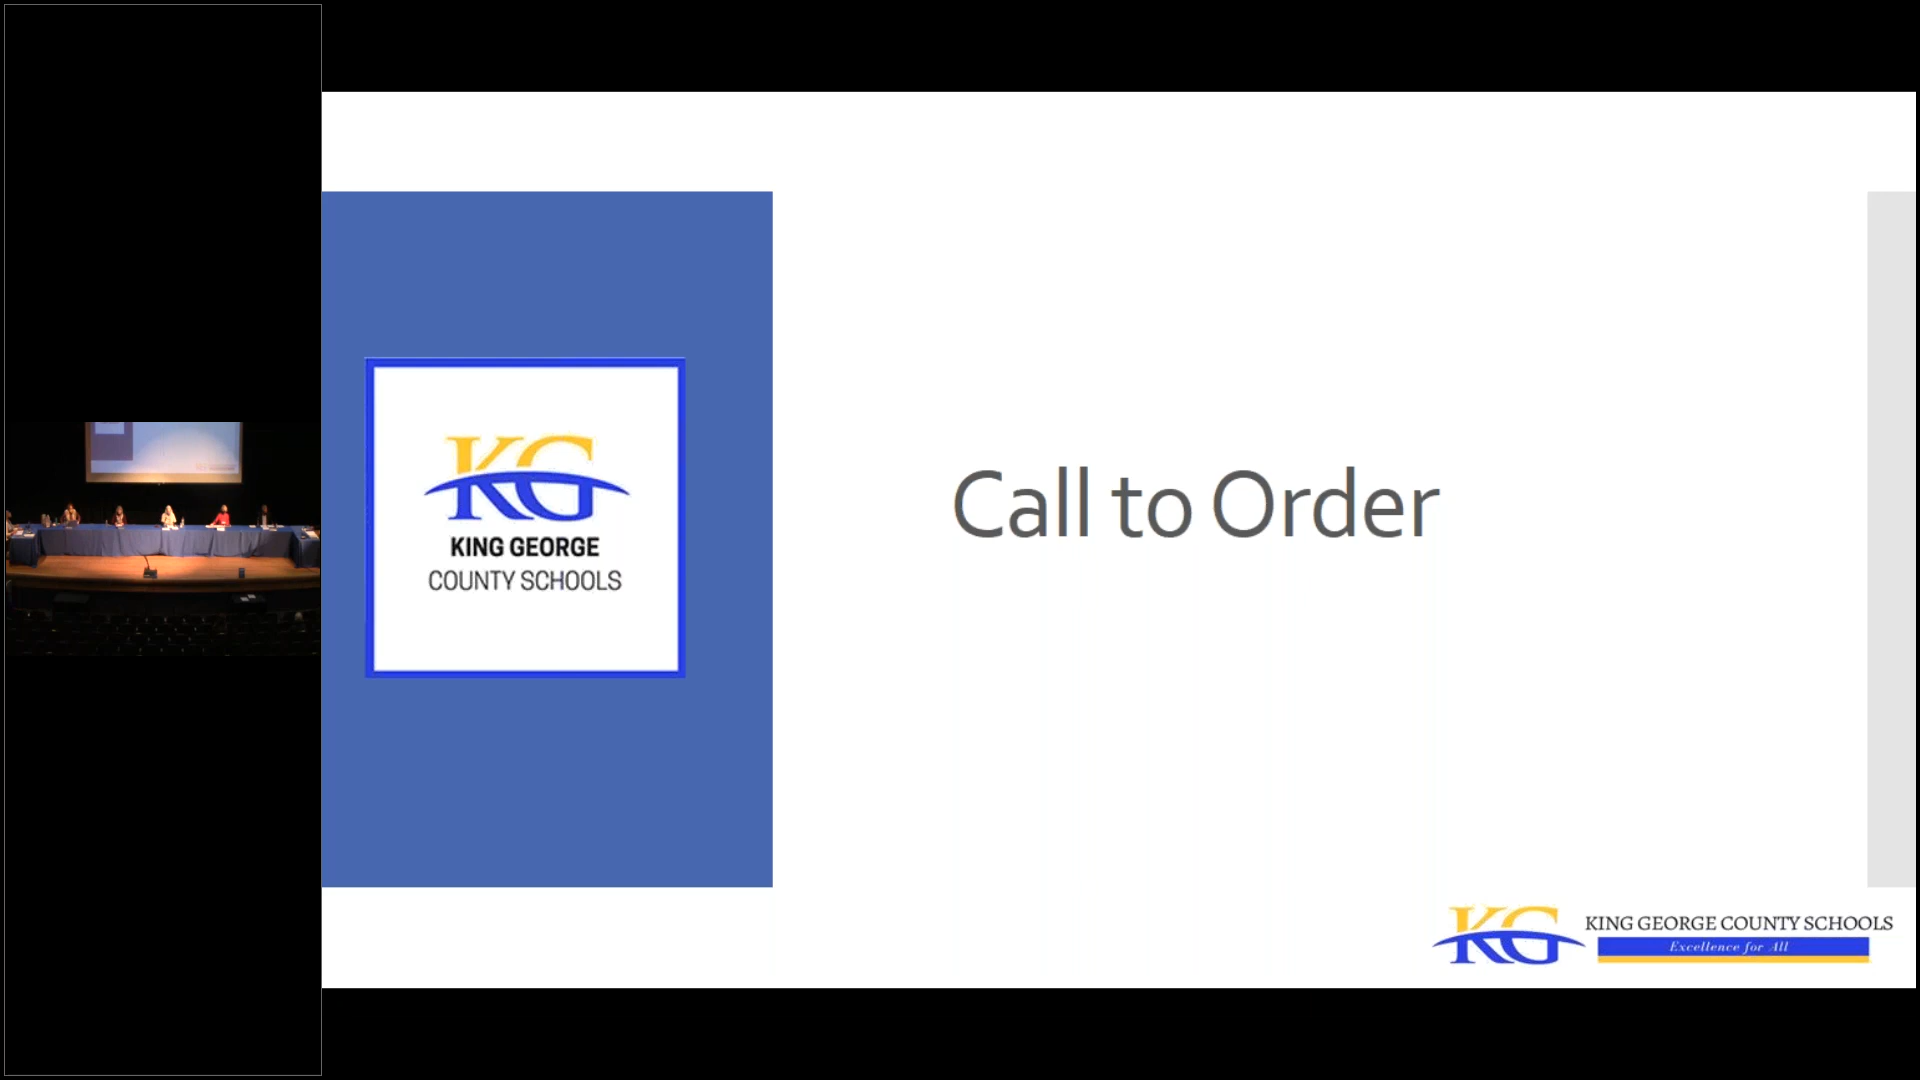 KG
KING GEORGE
COUNTY SCHOOLS
Call to Order
KG
KING GEORGE COUNTY SCHOOLS
Excellence for All